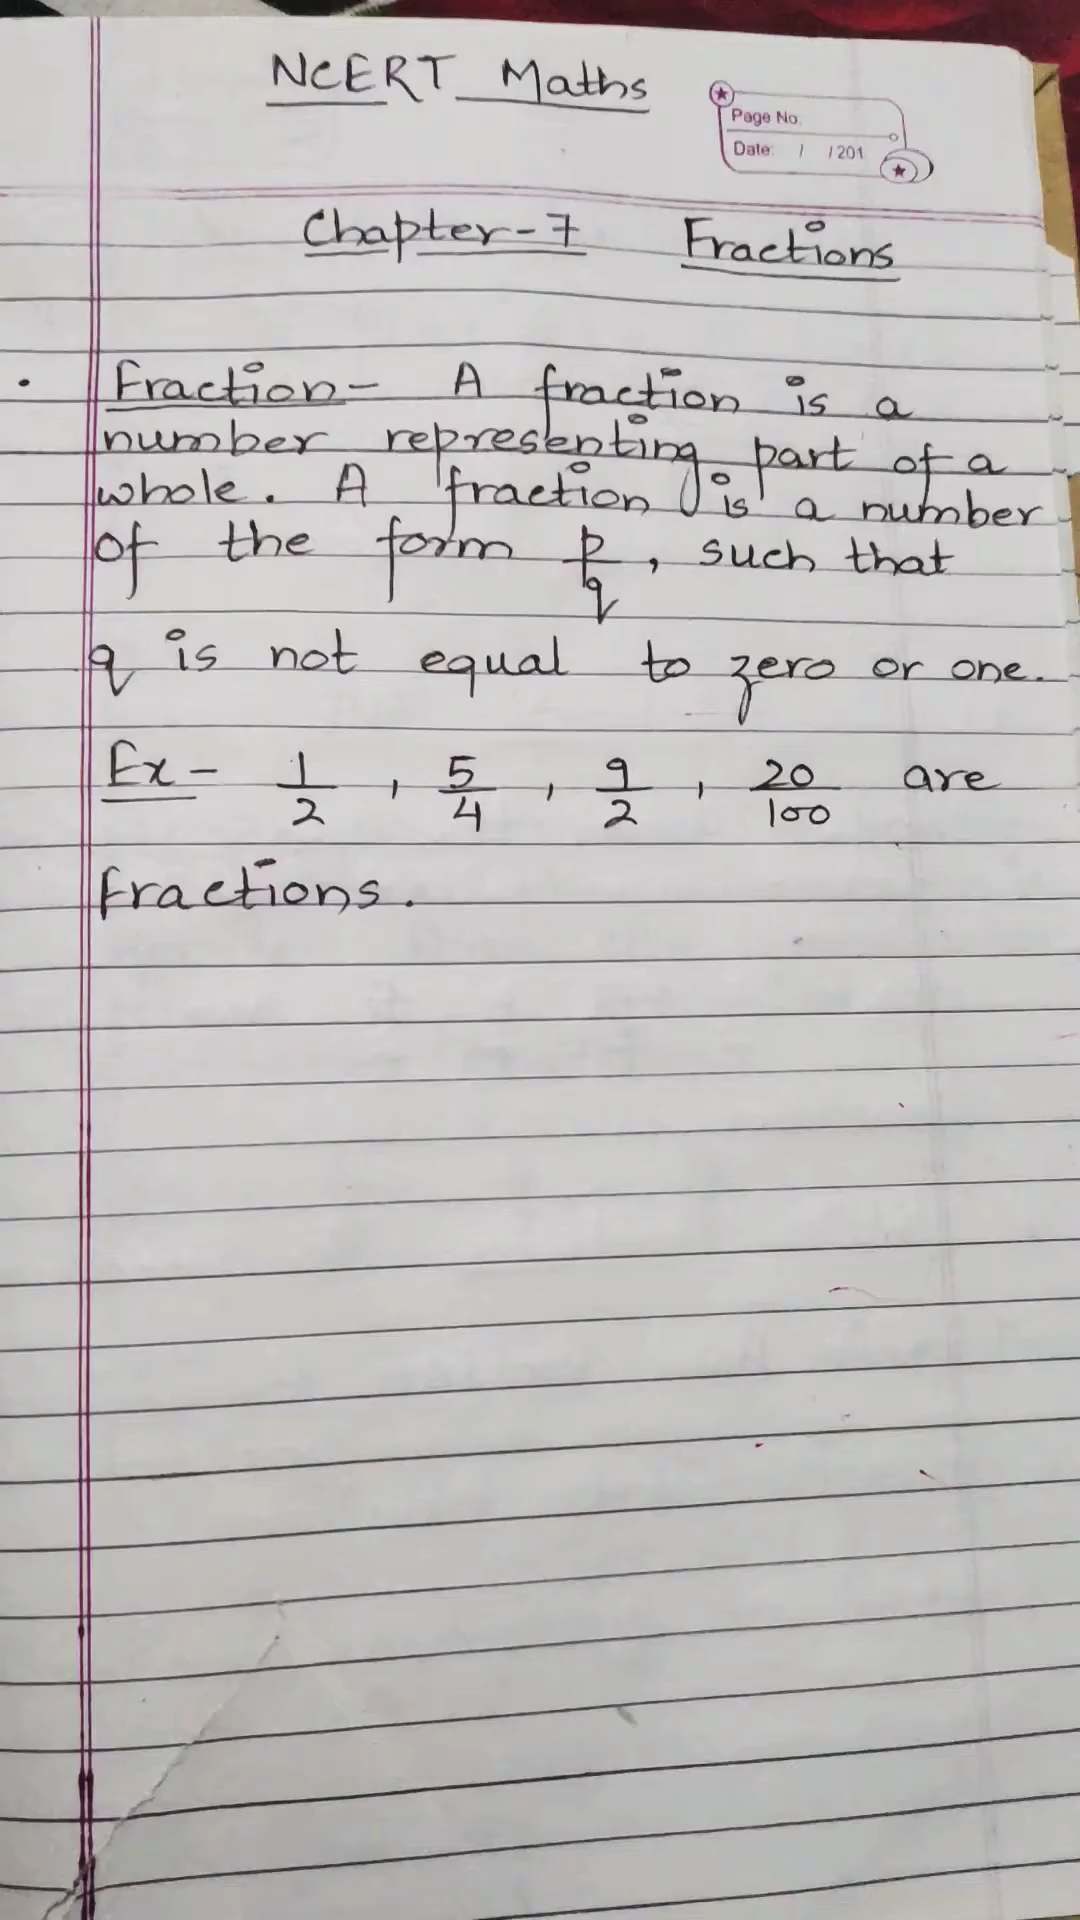 NCERT Maths
Page No.
Date: / /201
Chapter-7 Fractions
Fraction- A fraction is a
number representing part of a
whole. A fraction is a number
of the form p/q, such that
q is not equal to zero or one.
Ex- 1/2, 5/4, 9/2, 20/100 are
fractions.